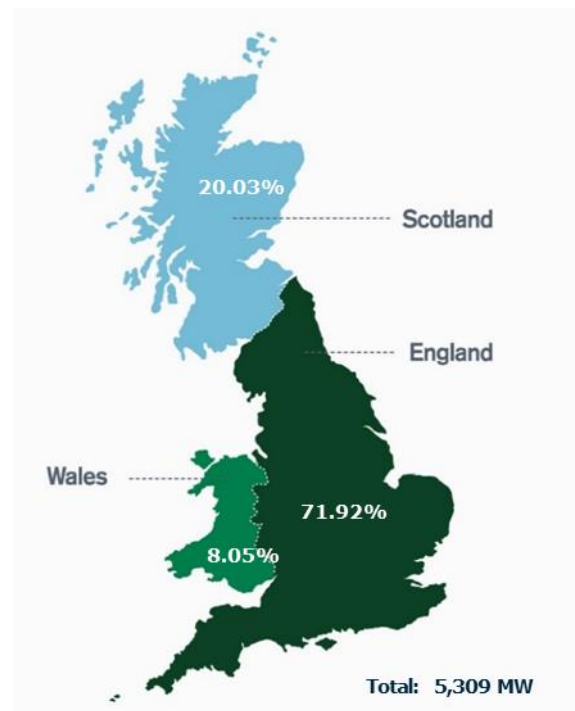 20.03%
Scotland
England
Wales
71.92%
8.05%
Total: 5,309 MW